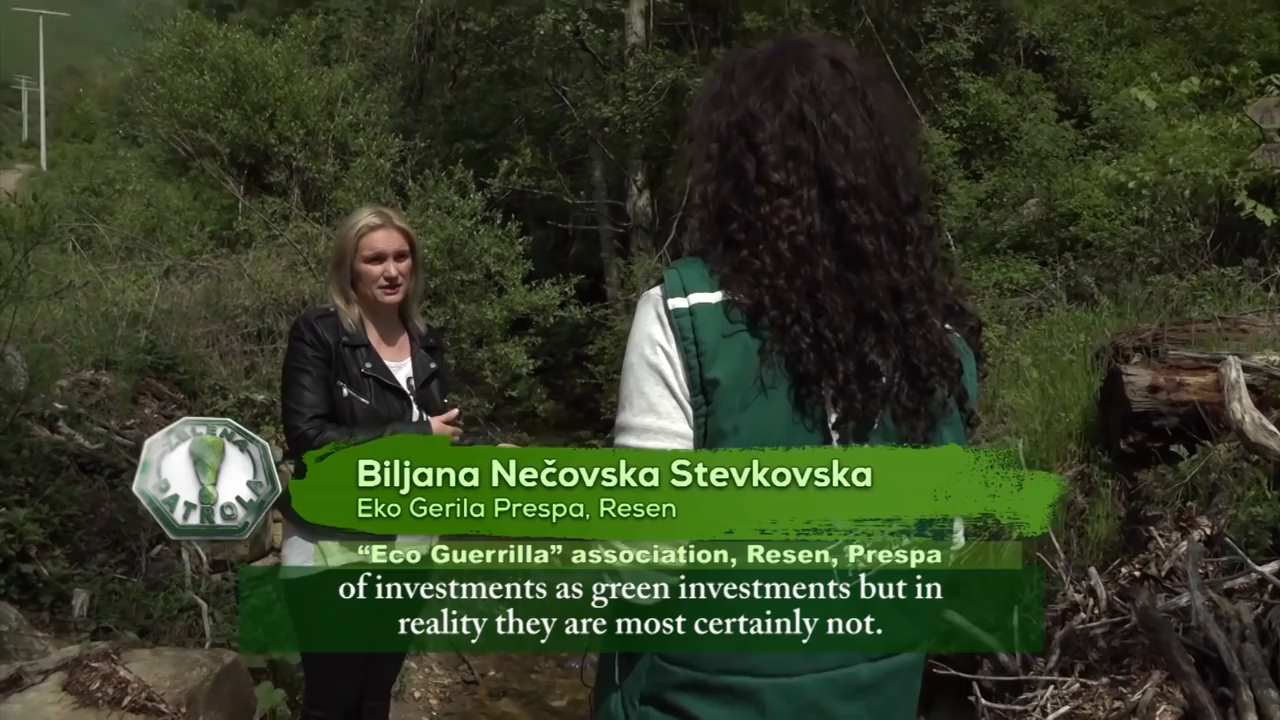 ZELENA
PATROLA
Biljana Nečovska Stevkovska
Eko Gerila Prespa, Resen
“Eco Guerrilla” association, Resen, Prespa
of investments as green investments but in
reality they are most certainly not.